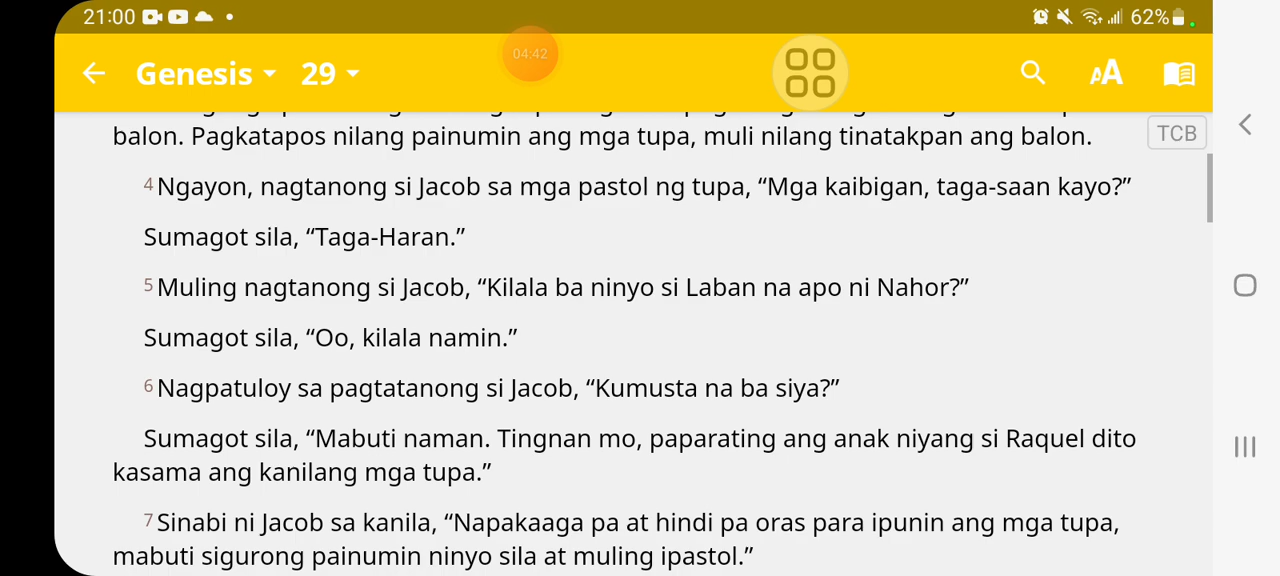 21:00 62%
04:42
Genesis 29
balon. Pagkatapos nilang painumin ang mga tupa, muli nilang tinatakpan ang balon.
TCB
4 Ngayon, nagtanong si Jacob sa mga pastol ng tupa, “Mga kaibigan, taga-saan kayo?”
Sumagot sila, “Taga-Haran.”
5 Muling nagtanong si Jacob, “Kilala ba ninyo si Laban na apo ni Nahor?”
Sumagot sila, “Oo, kilala namin.”
6 Nagpatuloy sa pagtatanong si Jacob, “Kumusta na ba siya?”
Sumagot sila, “Mabuti naman. Tingnan mo, paparating ang anak niyang si Raquel dito
kasama ang kanilang mga tupa.”
7 Sinabi ni Jacob sa kanila, “Napakaaga pa at hindi pa oras para ipunin ang mga tupa,
mabuti sigurong painumin ninyo sila at muling ipastol.”